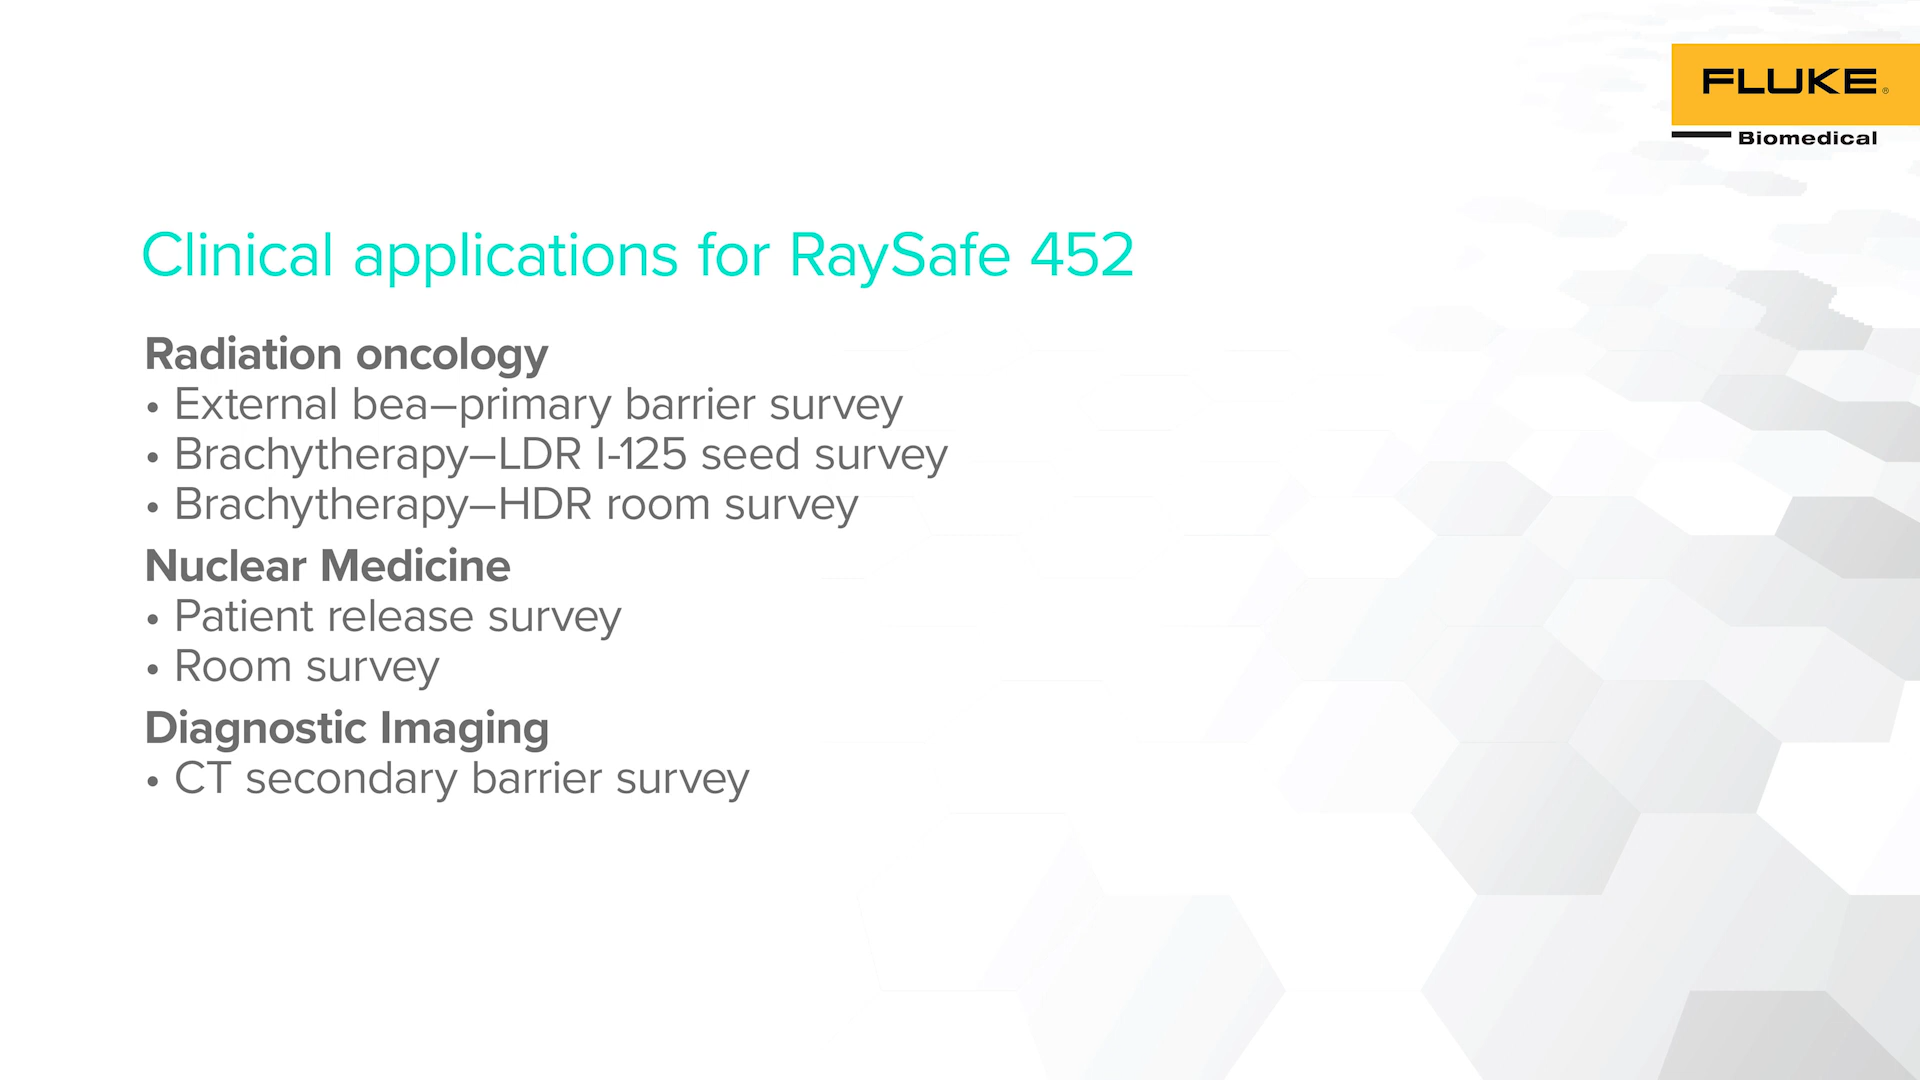 FLUKE®
Biomedical
Clinical applications for RaySafe 452
Radiation oncology
• External bea–primary barrier survey
• Brachytherapy–LDR I-125 seed survey
• Brachytherapy–HDR room survey
Nuclear Medicine
• Patient release survey
• Room survey
Diagnostic Imaging
• CT secondary barrier survey